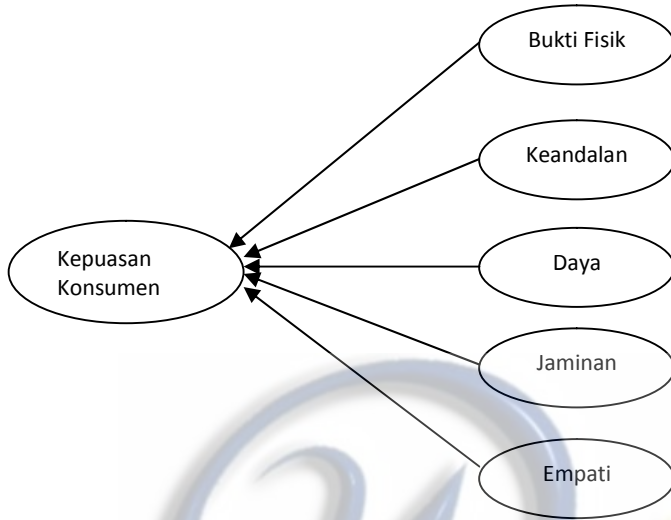 Bukti Fisik
Keandalan
Kepuasan
Konsumen
Daya
Jaminan
Empati